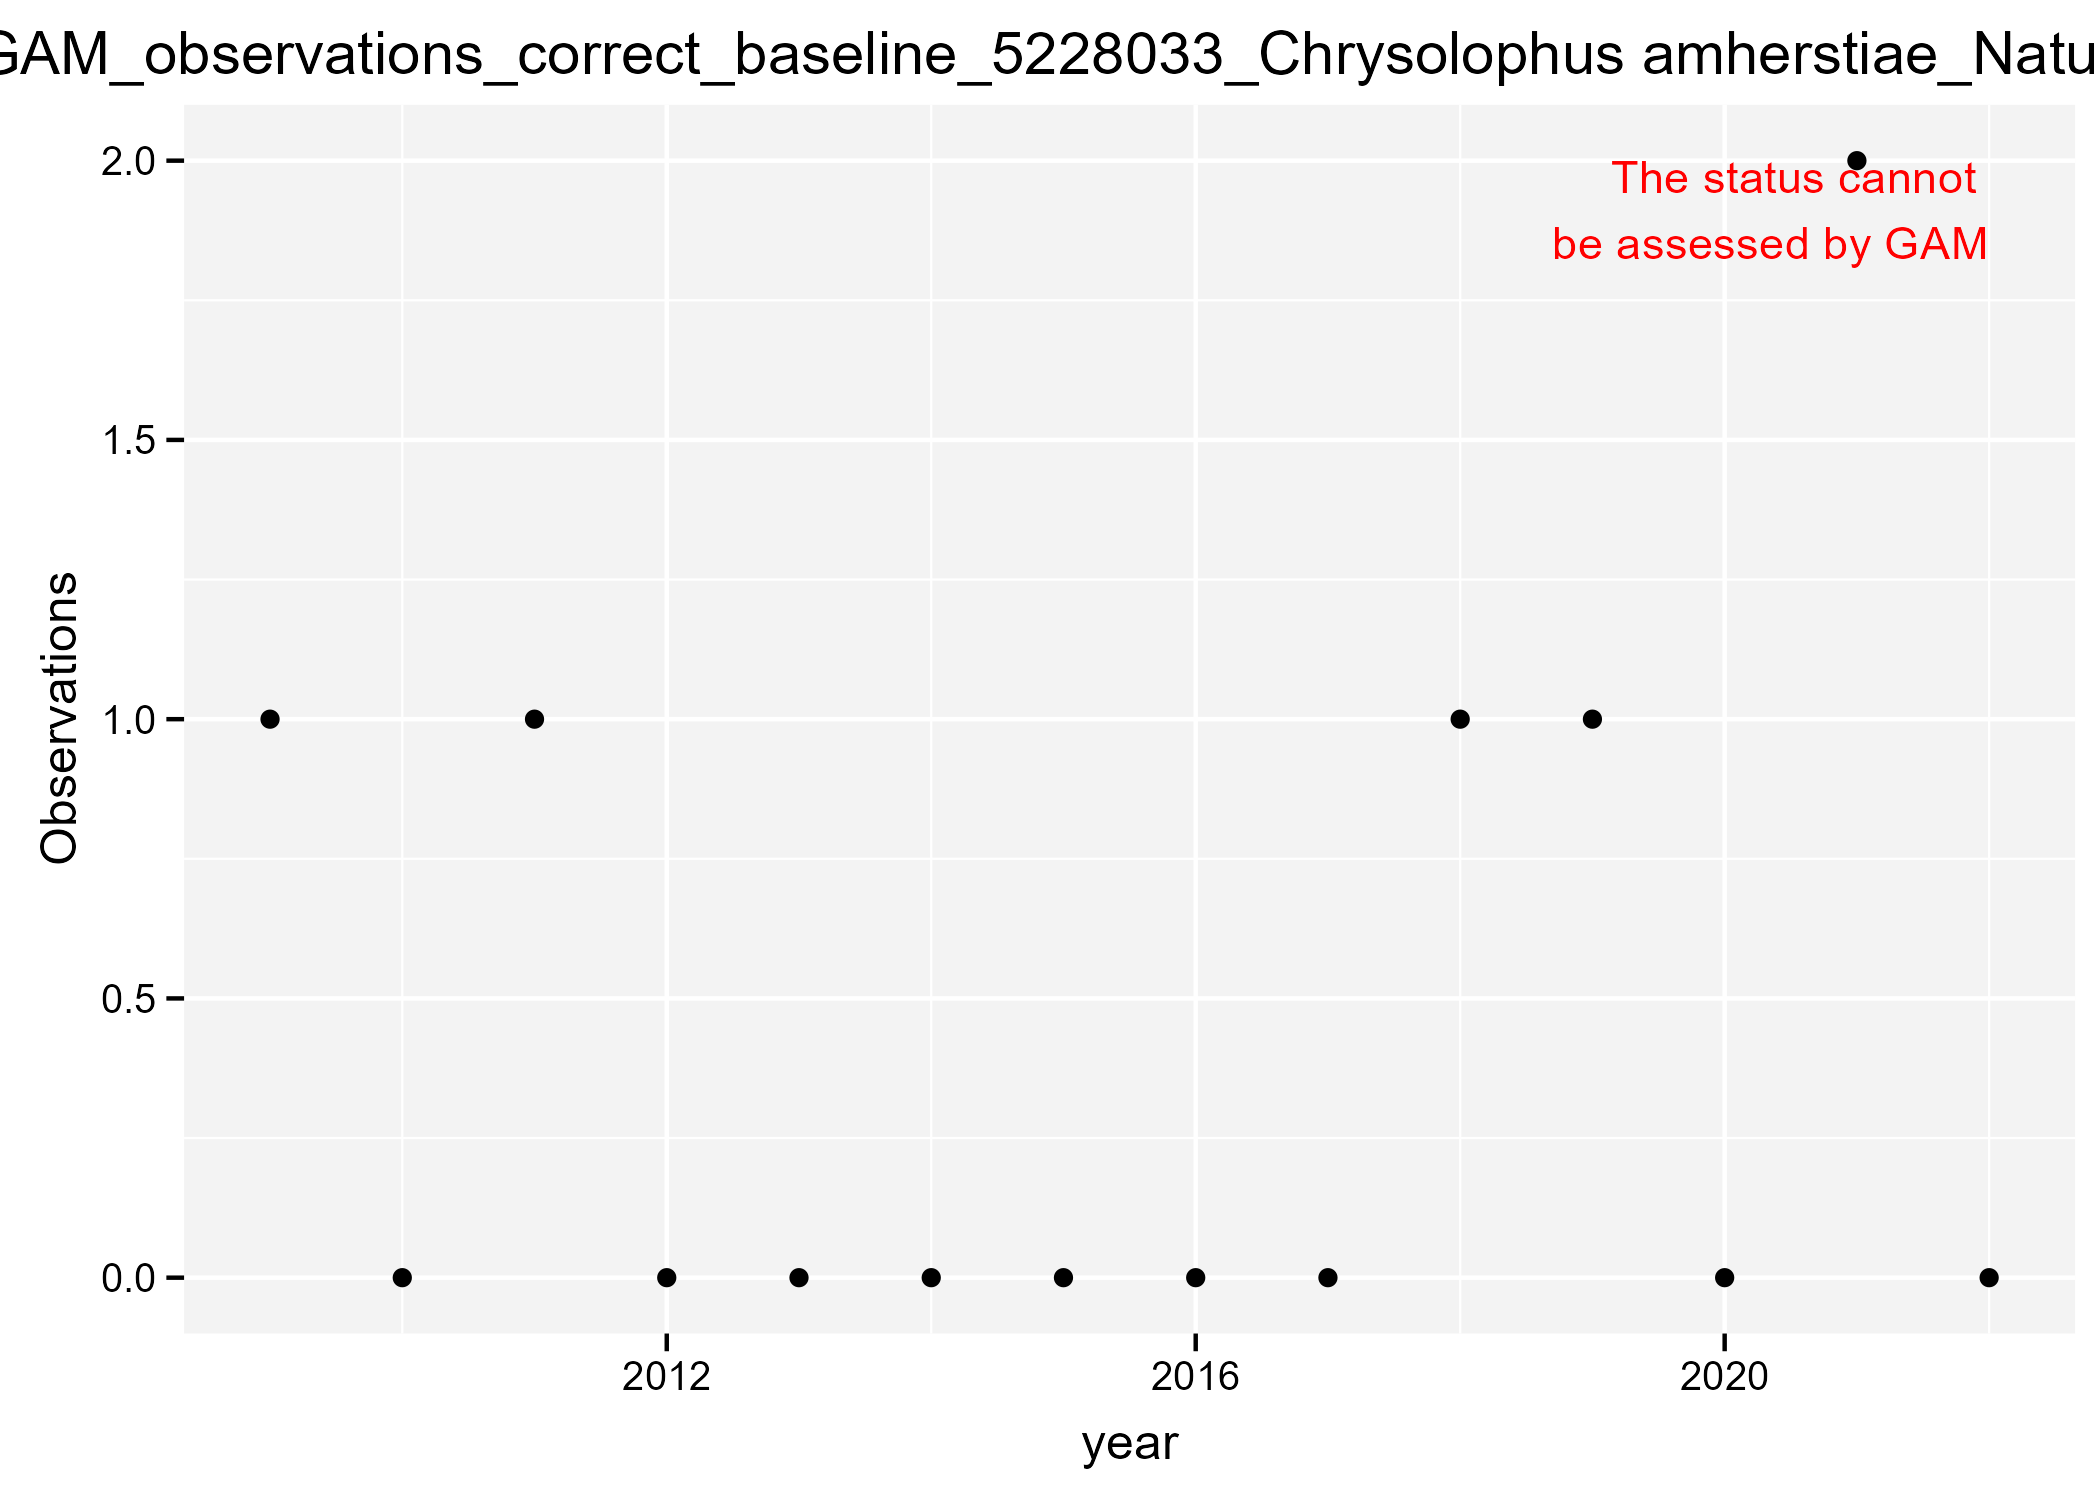 GAM_observations_correct_baseline_5228033_Chrysolophus amherstiae_Natu
2.0
The status cannot
be assessed by GAM
1.5
1.0
0.5
0.0
Observations
2012 2016 2020
year